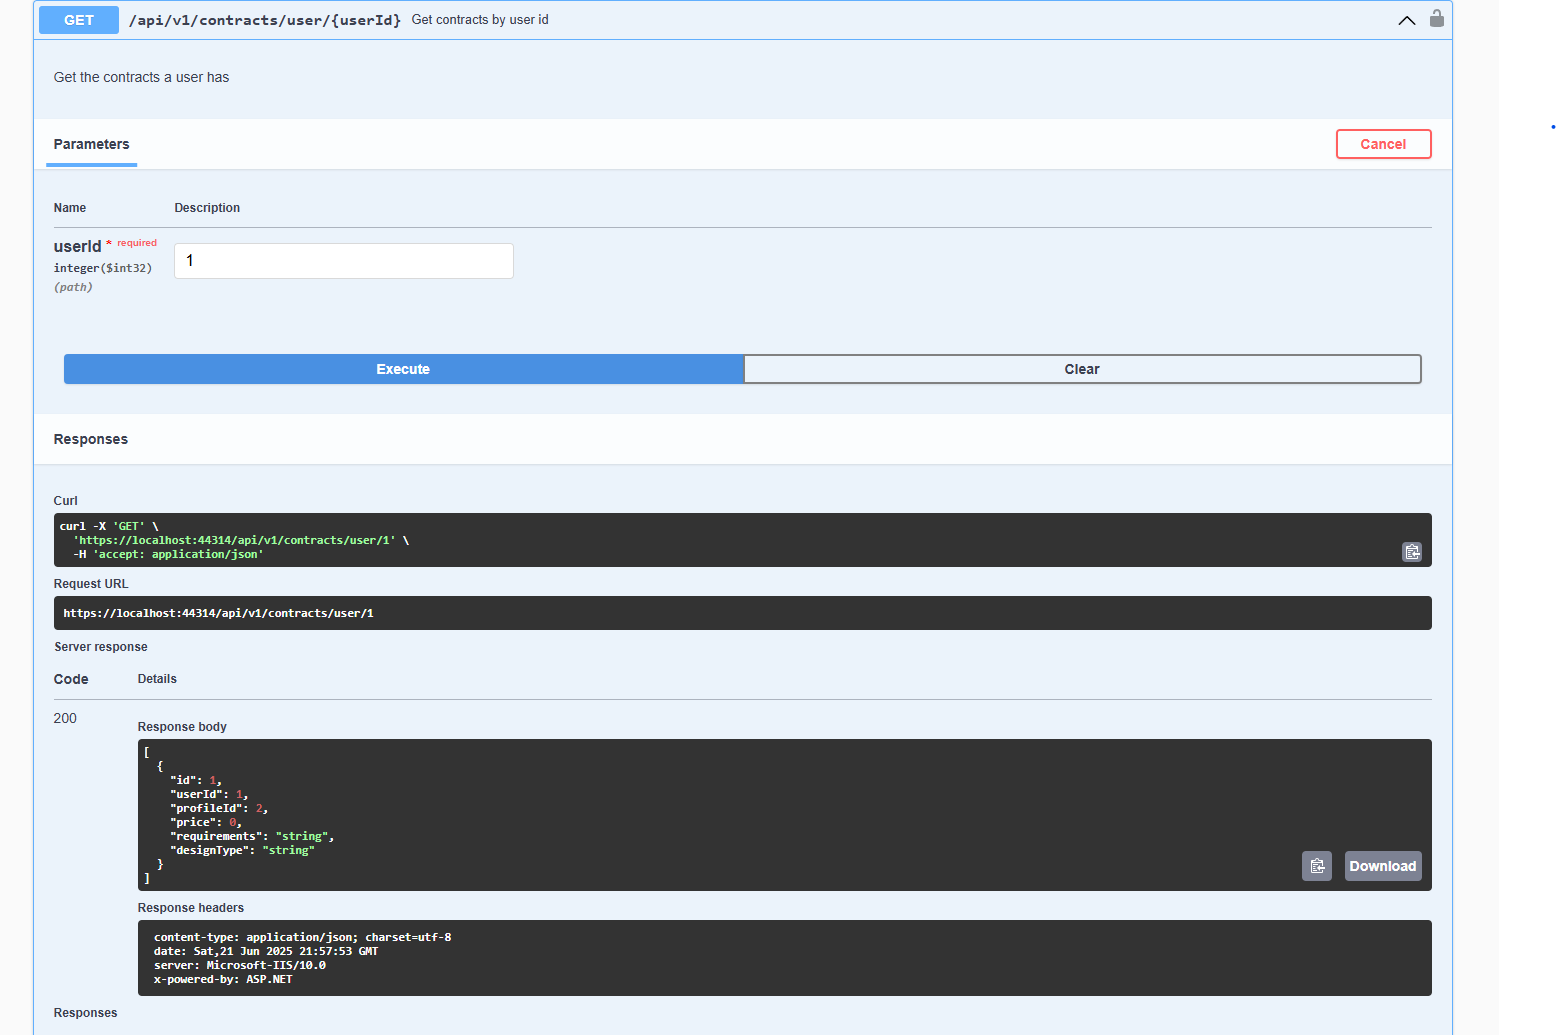 GET /api/v1/contracts/user/{userId} Get contracts by user id
Get the contracts a user has
Parameters Cancel
Name Description
userId * required
integer($int32)
(path)
1
Execute Clear
Responses
Curl
curl -X 'GET' \
  'https://localhost:44314/api/v1/contracts/user/1' \
  -H 'accept: application/json'
Request URL
https://localhost:44314/api/v1/contracts/user/1
Server response
Code Details
200
Response body
[
  {
    "id": 1,
    "userId": 1,
    "profileId": 2,
    "price": 0,
    "requirements": "string",
    "designType": "string"
  }
]
Download
Response headers
content-type: application/json; charset=utf-8
date: Sat,21 Jun 2025 21:57:53 GMT
server: Microsoft-IIS/10.0
x-powered-by: ASP.NET
Responses